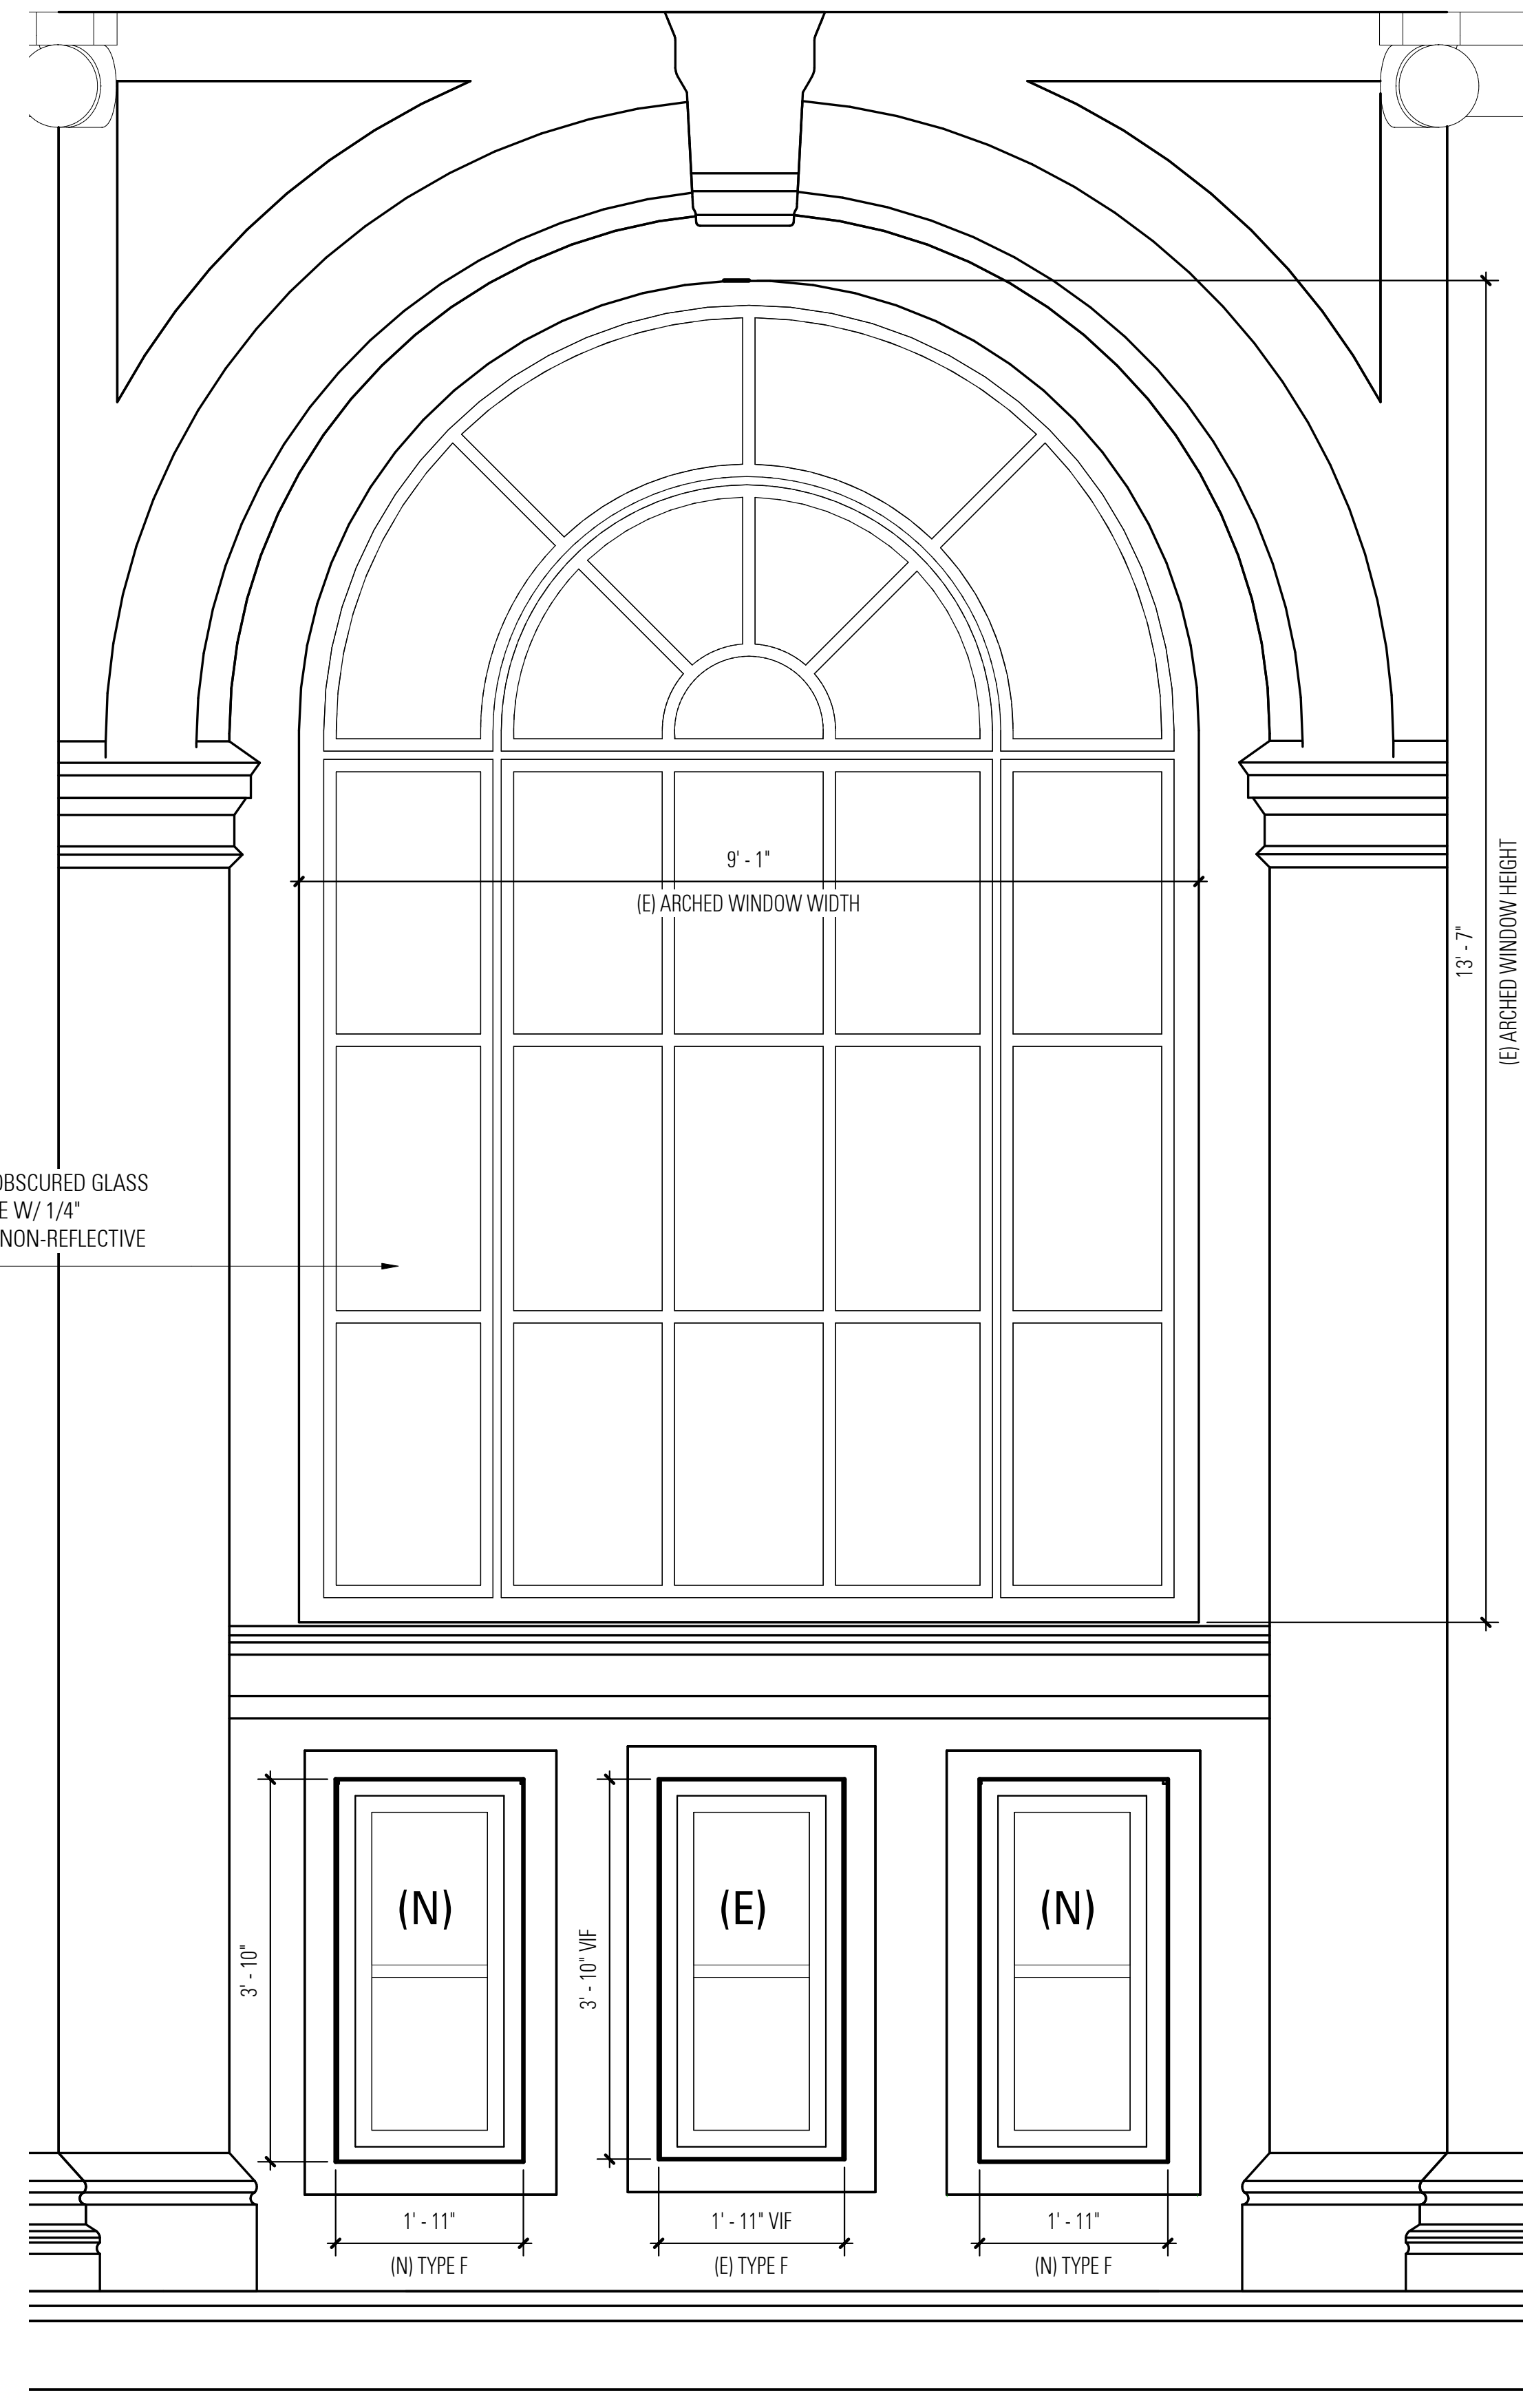 9' - 1"
(E) ARCHED WINDOW WIDTH
13' - 7"
(E) ARCHED WINDOW HEIGHT
OBSCURED GLASS
W/ 1/4"
NON-REFLECTIVE
(N)
(E)
(N)
3' - 10"
3' - 10" VIF
1' - 11"
1' - 11" VIF
1' - 11"
(N) TYPE F
(E) TYPE F
(N) TYPE F